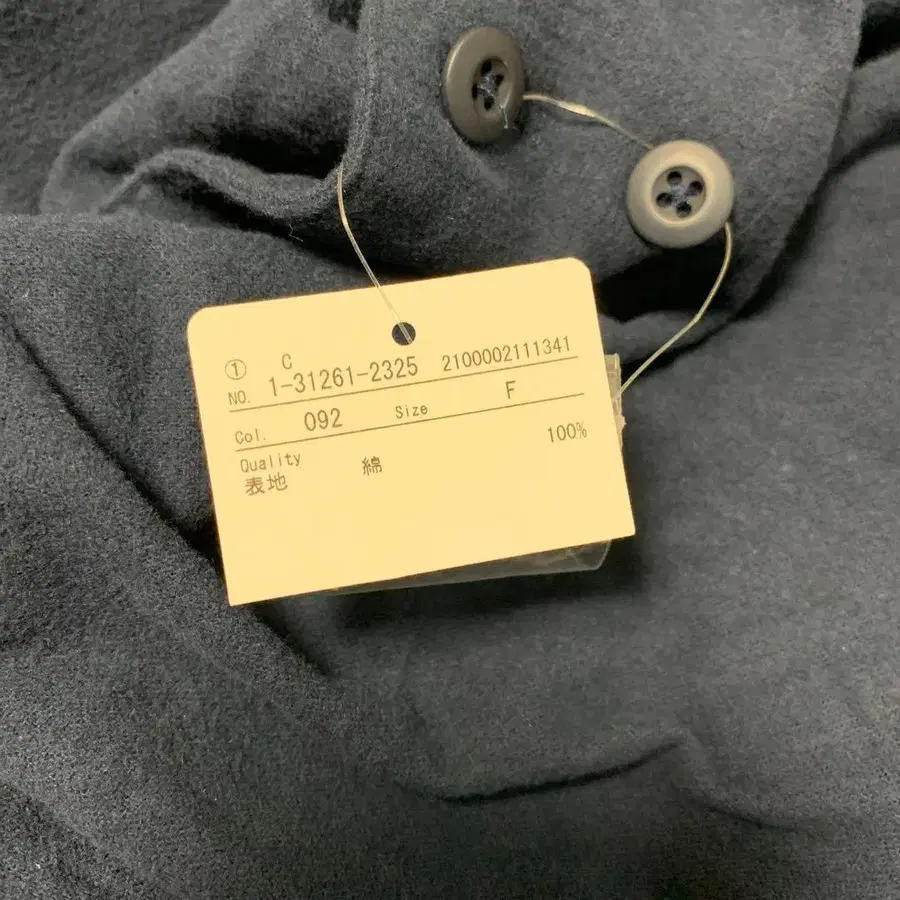 ① C
NO. 1-31261-2325 2100002111341
Col. 092 Size F
Quality 100%
表地 綿